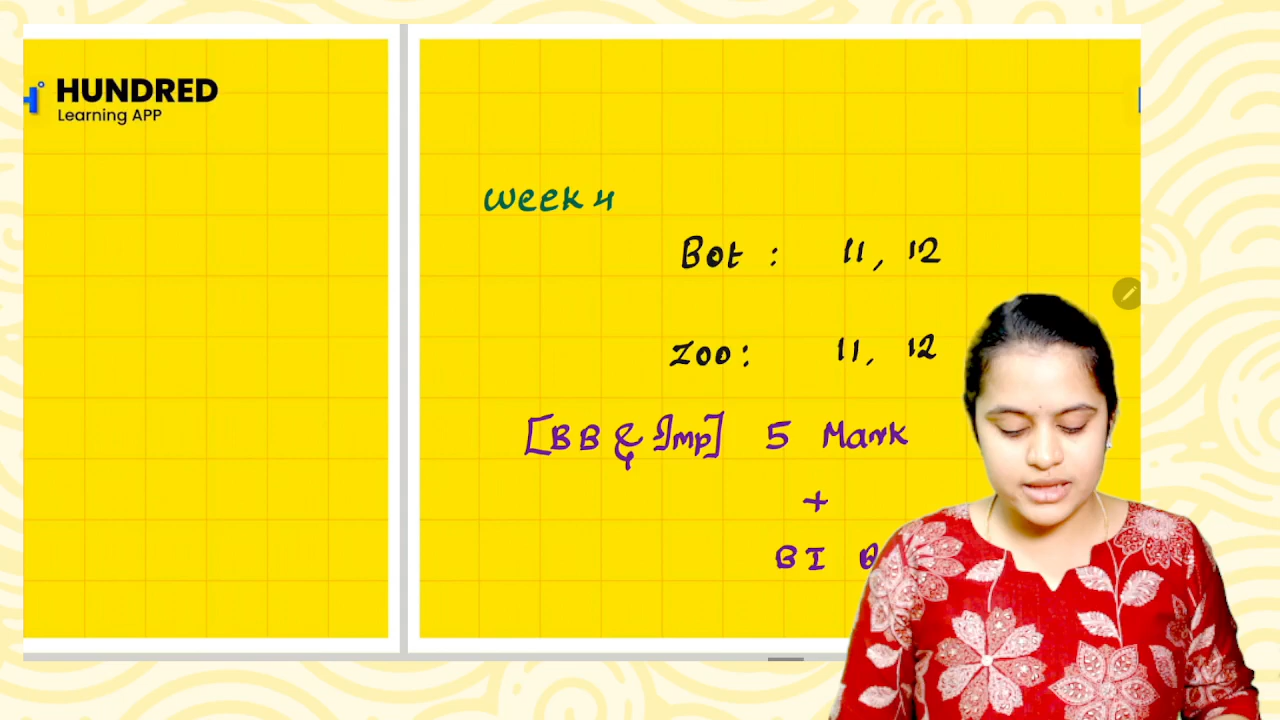 HUNDRED
Learning APP
Week 4
Bot : 11, 12
Zoo : 11, 12
[BB & Imp] 5 Mark
+
BI